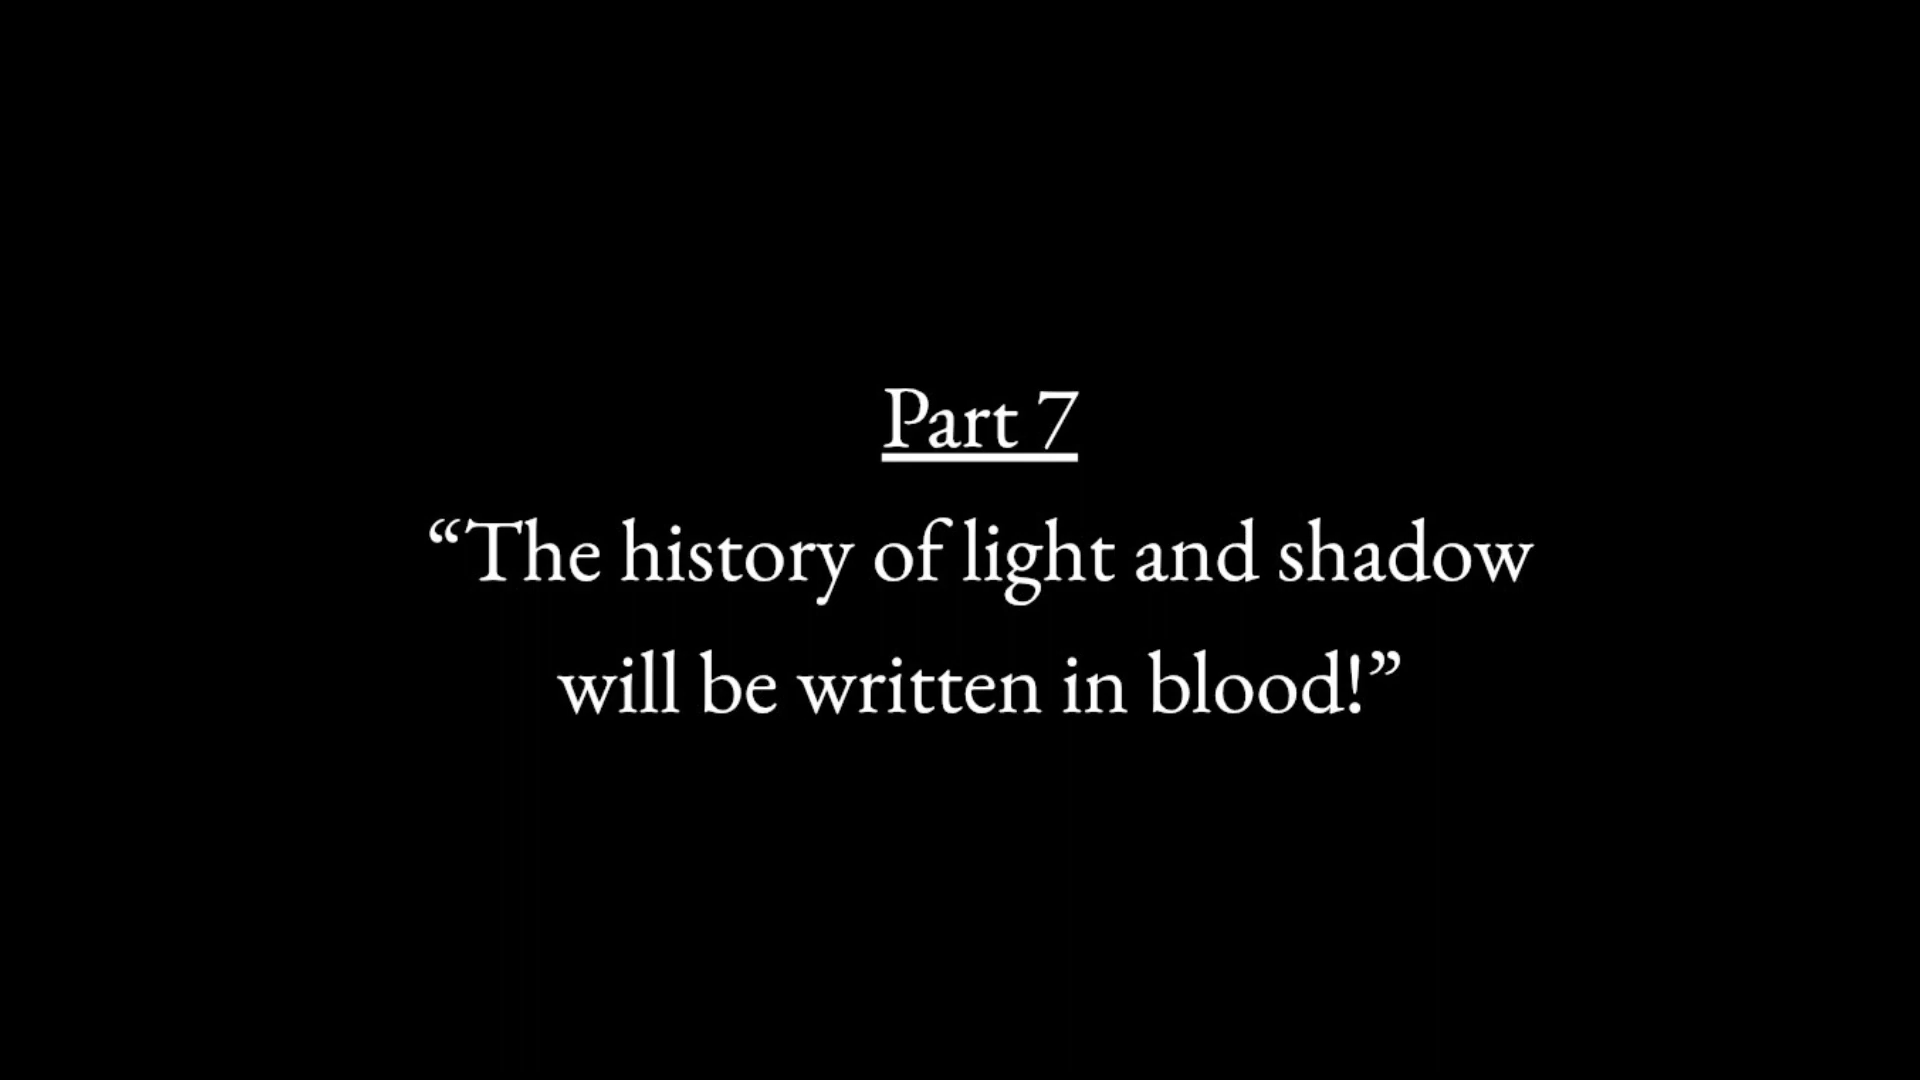 Part 7
“The history of light and shadow
will be written in blood!”